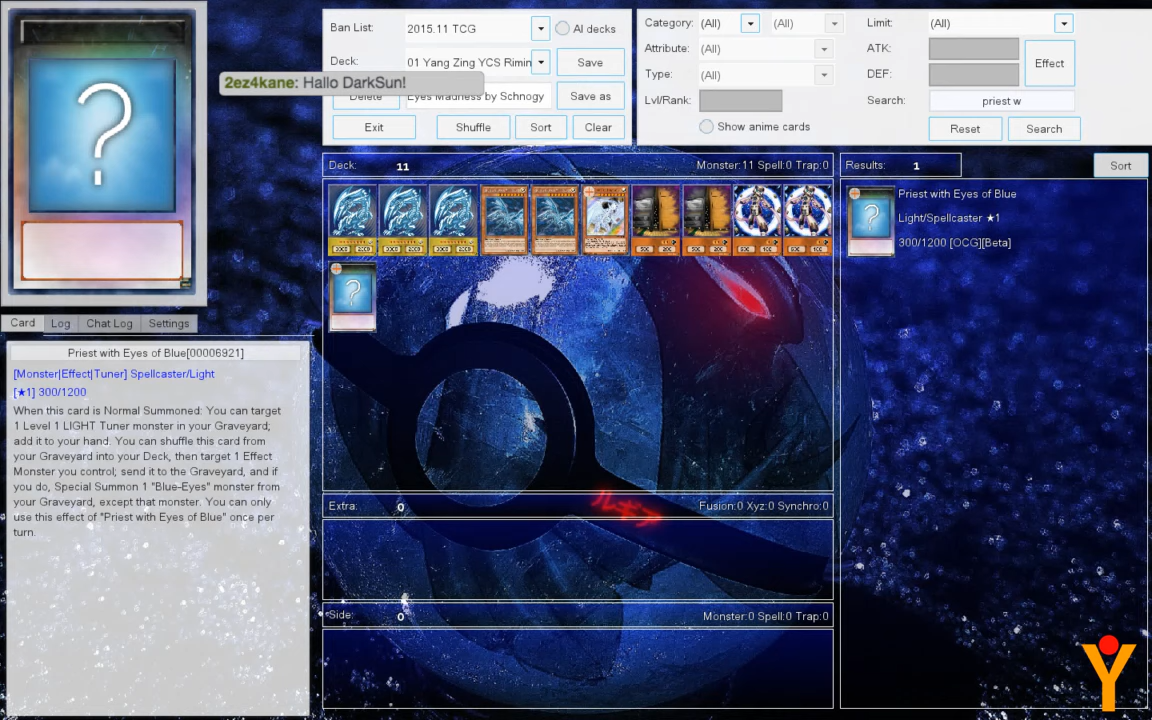 Ban List:
2015.11 TCG
AI decks
Deck:
01 Yang Zing YCS Rimin
Save
2ez4kane: Hallo DarkSun!
Delete
Eyes Madness by Schnogy
Save as
Exit
Shuffle
Sort
Clear
Category:
(All)
(All)
Limit:
(All)
Attribute:
(All)
ATK:
Type:
(All)
DEF:
Effect
Lvl/Rank:
Search:
priest w
Show anime cards
Reset
Search
Deck:
11
Monster:11 Spell:0 Trap:0
Results:
1
Sort
Priest with Eyes of Blue
Light/Spellcaster ★1
300/1200 [OCG][Beta]
Card
Log
Chat Log
Settings
Priest with Eyes of Blue[00006921]
[Monster|Effect|Tuner] Spellcaster/Light
[★1] 300/1200
When this card is Normal Summoned: You can target
1 Level 1 LIGHT Tuner monster in your Graveyard;
add it to your hand. You can shuffle this card from
your Graveyard into your Deck, then target 1 Effect
Monster you control; send it to the Graveyard, and if
you do, Special Summon 1 "Blue-Eyes" monster from
your Graveyard, except that monster. You can only
use this effect of "Priest with Eyes of Blue" once per
turn.
ルギア
Extra:
0
Fusion:0 Xyz:0 Synchro:0
Side:
0
Monster:0 Spell:0 Trap:0